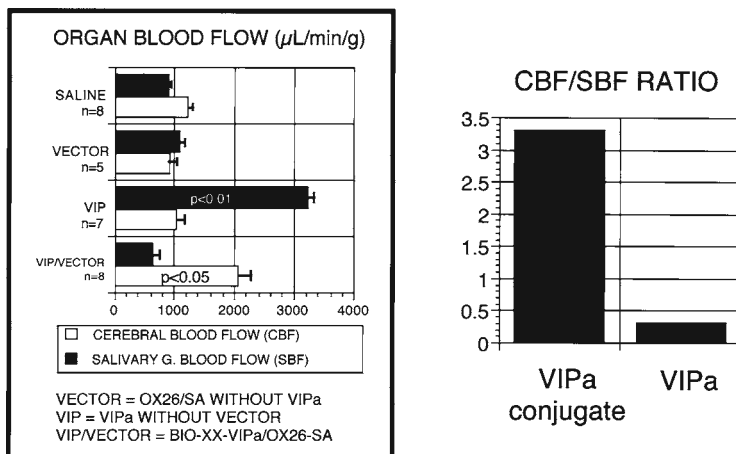 ORGAN BLOOD FLOW (µL/min/g)
SALINE
n=8
VECTOR
n=5
VIP
n=7
p<0.01
VIP/VECTOR
n=8
p<0.05
0 1000 2000 3000 4000
CEREBRAL BLOOD FLOW (CBF)
SALIVARY G. BLOOD FLOW (SBF)
VECTOR = OX26/SA WITHOUT VIPa
VIP = VIPa WITHOUT VECTOR
VIP/VECTOR = BIO-XX-VIPa/OX26-SA
CBF/SBF RATIO
3.5
3
2.5
2
1.5
1
0.5
0
VIPa
conjugate
VIPa